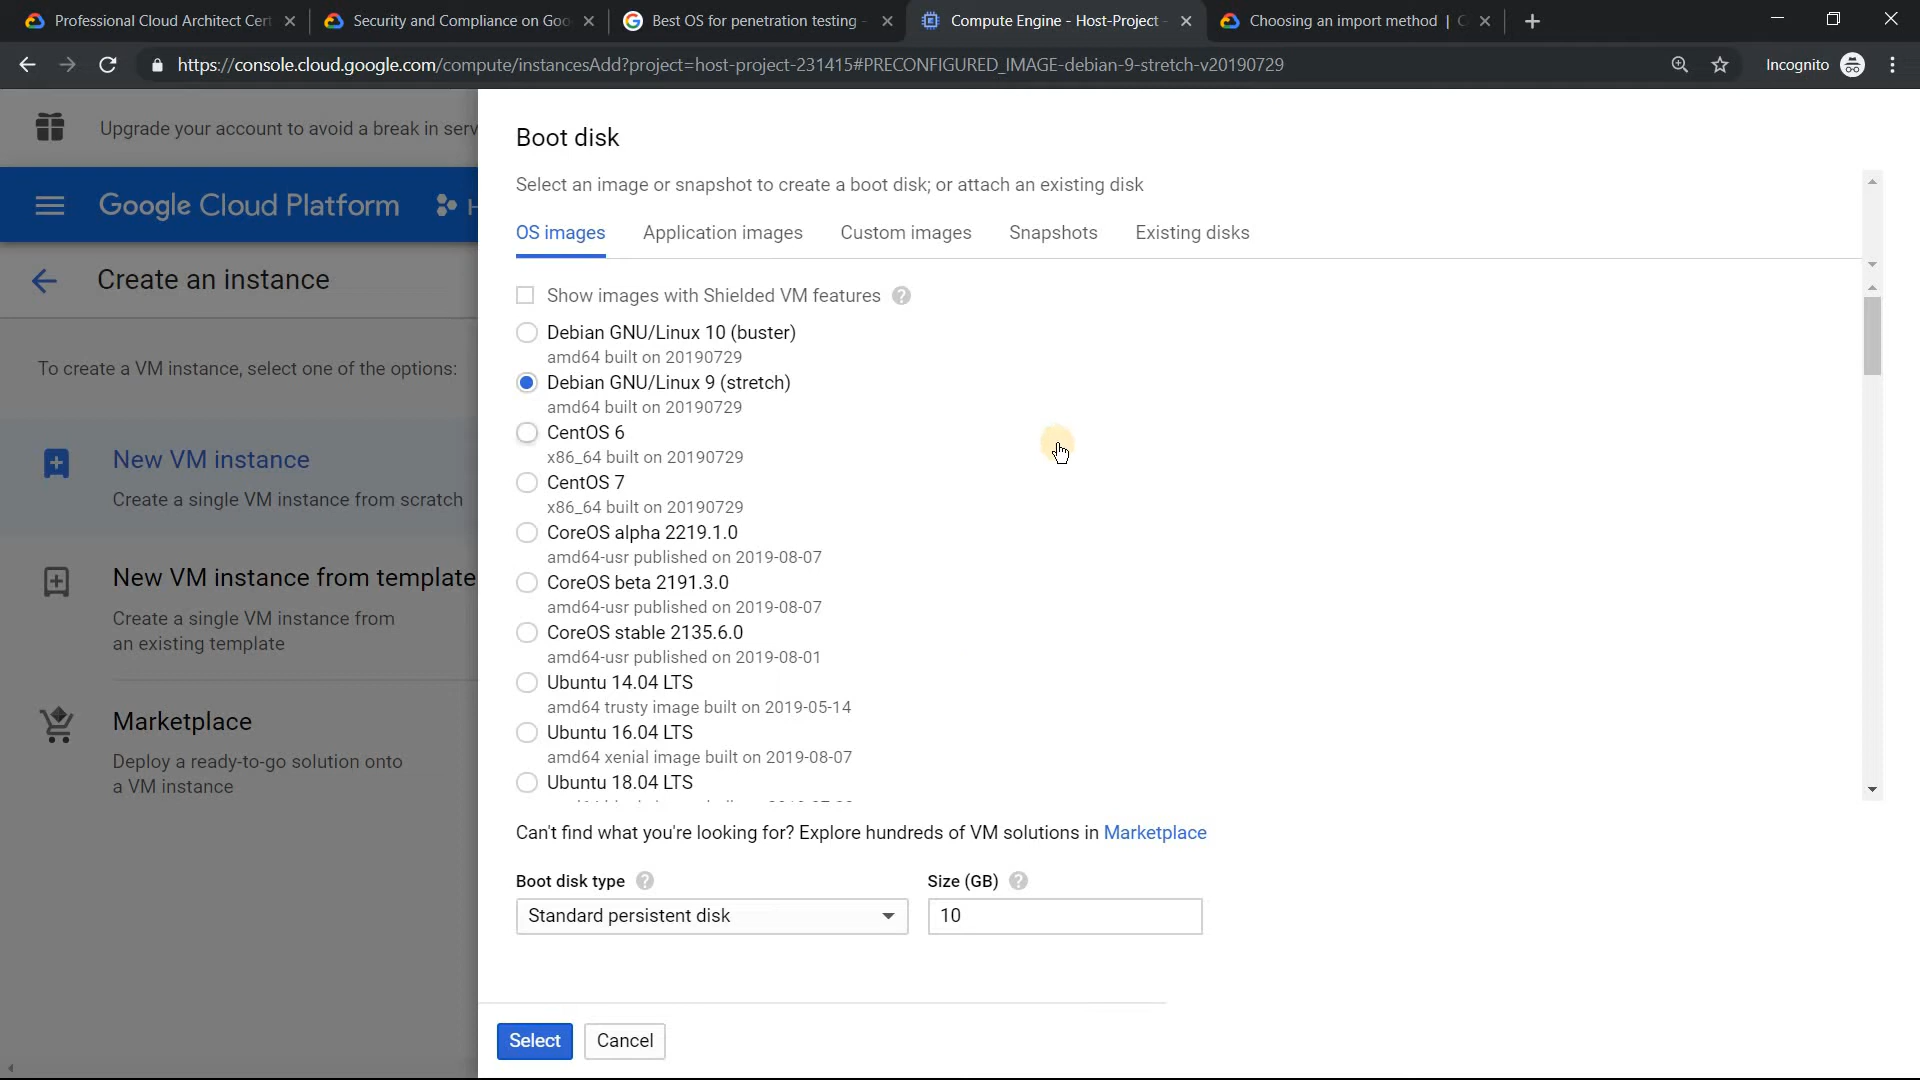 Professional Cloud Architect Cert
Security and Compliance on Goo
Best OS for penetration testing -
Compute Engine - Host-Project -
Choosing an import method | C
https://console.cloud.google.com/compute/instancesAdd?project=host-project-231415#PRECONFIGURED_IMAGE-debian-9-stretch-v20190729
Incognito
Upgrade your account to avoid a break in serv
Google Cloud Platform
H
Create an instance
To create a VM instance, select one of the options:
New VM instance
Create a single VM instance from scratch
New VM instance from template
Create a single VM instance from
an existing template
Marketplace
Deploy a ready-to-go solution onto
a VM instance
Boot disk
Select an image or snapshot to create a boot disk; or attach an existing disk
OS images Application images Custom images Snapshots Existing disks
Show images with Shielded VM features
Debian GNU/Linux 10 (buster)
amd64 built on 20190729
Debian GNU/Linux 9 (stretch)
amd64 built on 20190729
CentOS 6
x86_64 built on 20190729
CentOS 7
x86_64 built on 20190729
CoreOS alpha 2219.1.0
amd64-usr published on 2019-08-07
CoreOS beta 2191.3.0
amd64-usr published on 2019-08-07
CoreOS stable 2135.6.0
amd64-usr published on 2019-08-01
Ubuntu 14.04 LTS
amd64 trusty image built on 2019-05-14
Ubuntu 16.04 LTS
amd64 xenial image built on 2019-08-07
Ubuntu 18.04 LTS
Can't find what you're looking for? Explore hundreds of VM solutions in Marketplace
Boot disk type ?
Size (GB) ?
Standard persistent disk
10
Select
Cancel